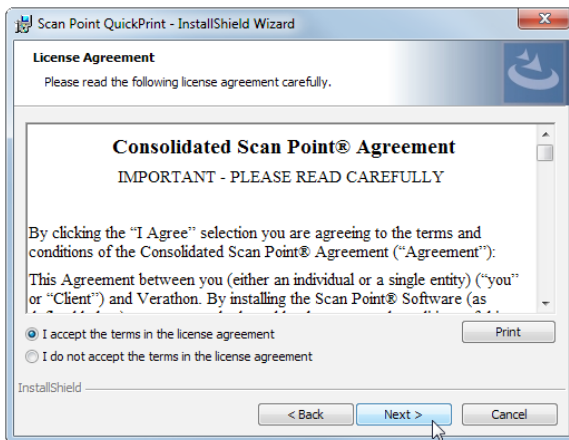 Scan Point QuickPrint - InstallShield Wizard
License Agreement
Please read the following license agreement carefully.
Consolidated Scan Point® Agreement
IMPORTANT - PLEASE READ CAREFULLY
By clicking the “I Agree” selection you are agreeing to the terms and
conditions of the Consolidated Scan Point® Agreement (“Agreement”):
This Agreement between you (either an individual or a single entity) (“you”
or “Client”) and Verathon. By installing the Scan Point® Software (as
I accept the terms in the license agreement
Print
I do not accept the terms in the license agreement
InstallShield
< Back
Next >
Cancel